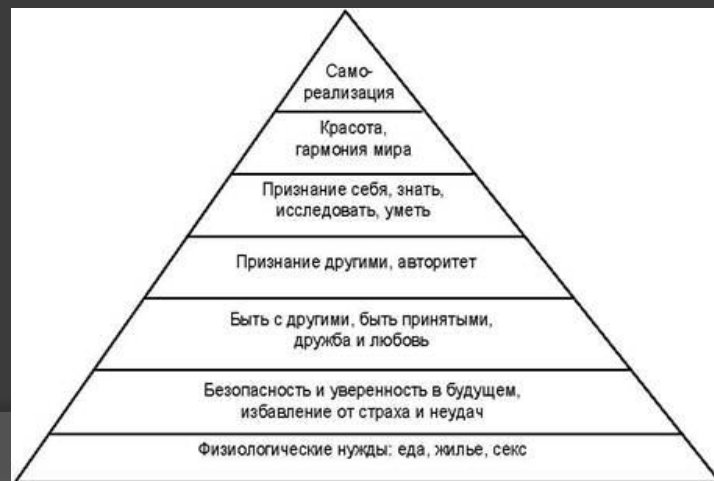 Само-
реализация
Красота,
гармония мира
Признание себя, знать,
исследовать, уметь
Признание другими, авторитет
Быть с другими, быть принятыми,
дружба и любовь
Безопасность и уверенность в будущем,
избавление от страха и неудач
Физиологические нужды: еда, жилье, секс